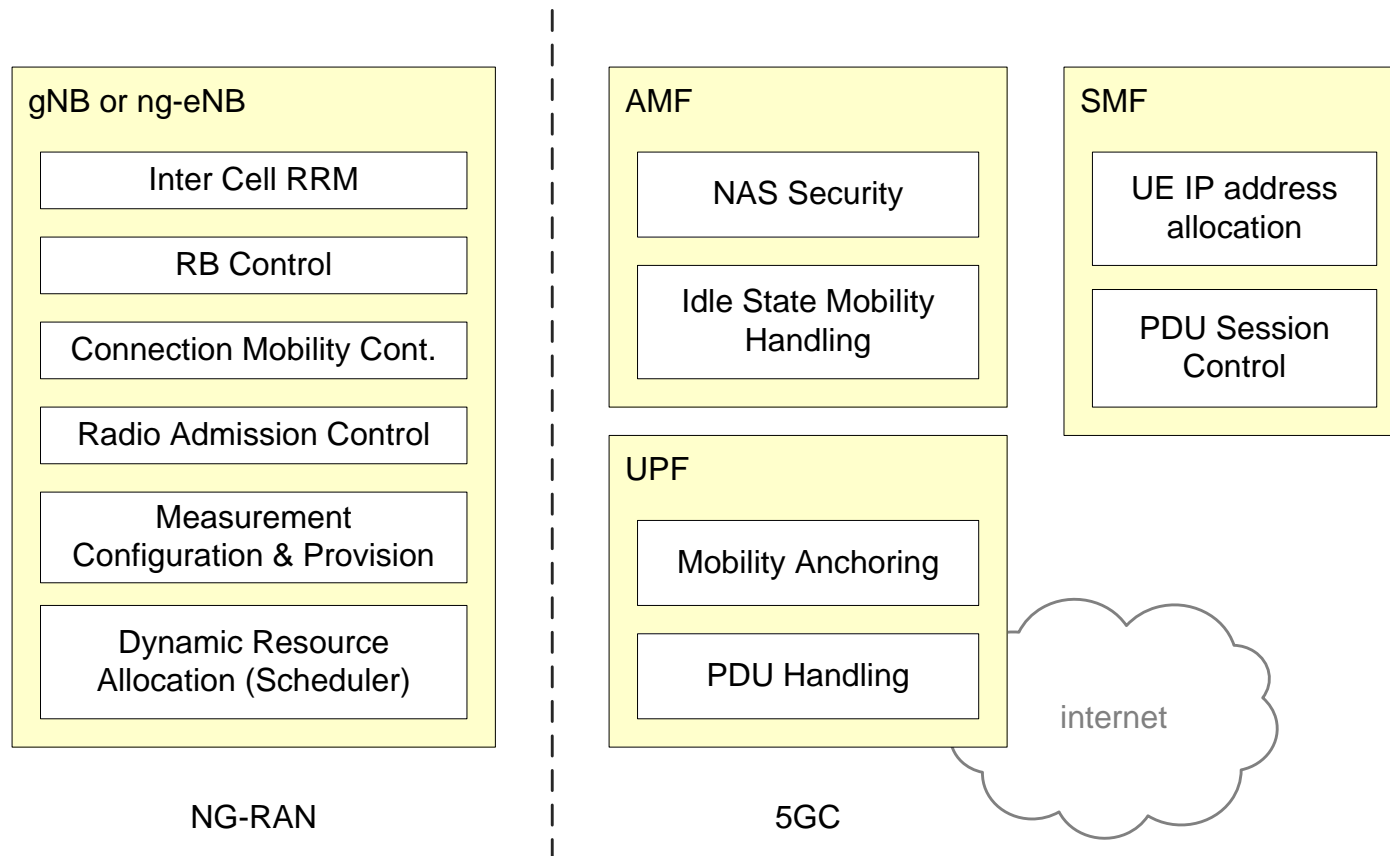 gNB or ng-eNB
Inter Cell RRM
RB Control
Connection Mobility Cont.
Radio Admission Control
Measurement
Configuration & Provision
Dynamic Resource
Allocation (Scheduler)
NG-RAN
AMF
NAS Security
Idle State Mobility
Handling
SMF
UE IP address
allocation
PDU Session
Control
UPF
Mobility Anchoring
PDU Handling
internet
5GC